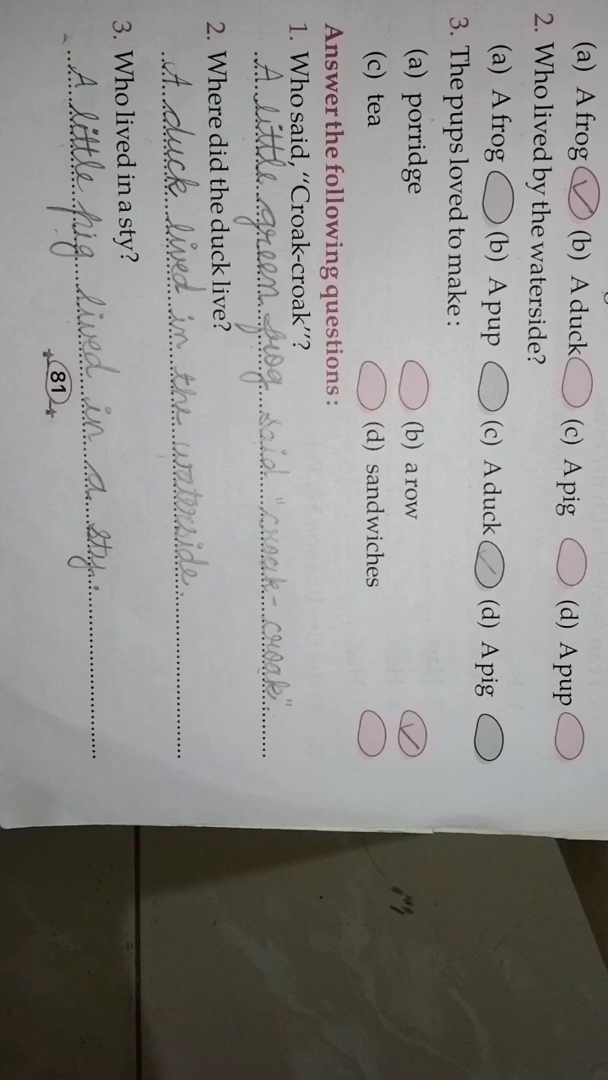 (a) A frog (b) A duck (c) A pig (d) A pup
2. Who lived by the waterside?
(a) A frog (b) A pup (c) A duck (d) A pig
3. The pups loved to make :
(a) porridge (b) a row
(c) tea (d) sandwiches
Answer the following questions :
1. Who said, "Croak-croak"?
A little green frog said "croak-croak".
2. Where did the duck live?
A duck lived in the waterside.
3. Who lived in a sty?
A little pig lived in a sty.
81